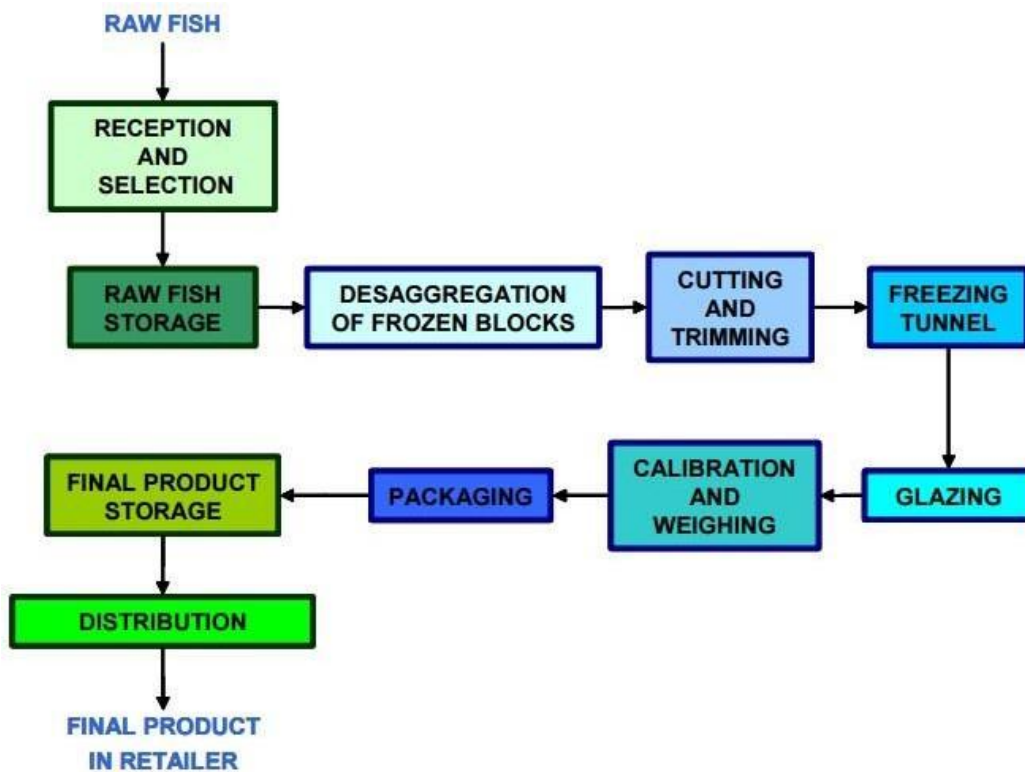 RAW FISH
RECEPTION
AND
SELECTION
RAW FISH
STORAGE
DESAGGREGATION
OF FROZEN BLOCKS
CUTTING
AND
TRIMMING
FREEZING
TUNNEL
GLAZING
CALIBRATION
AND
WEIGHING
PACKAGING
FINAL PRODUCT
STORAGE
DISTRIBUTION
FINAL PRODUCT
IN RETAILER